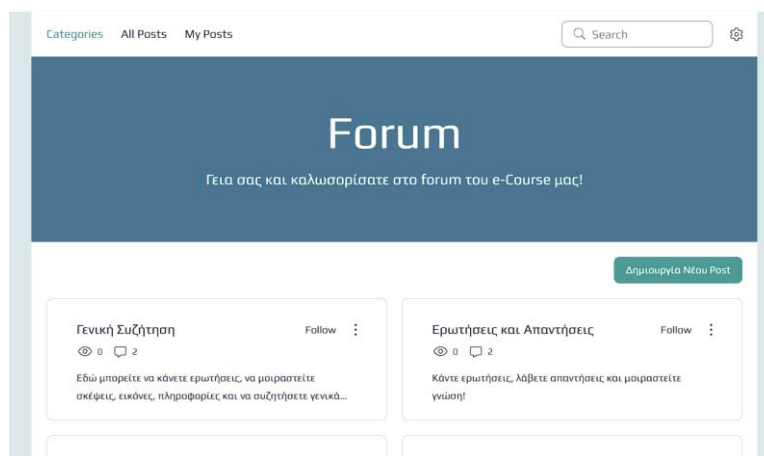 Categories All Posts My Posts Search
Forum
Γεια σας και καλωσορίσατε στο forum του e-Course μας!
Δημιουργία Νέου Post
Γενική Συζήτηση Follow
0 2
Εδώ μπορείτε να κάνετε ερωτήσεις, να μοιραστείτε
σκέψεις, εικόνες, πληροφορίες και να συζητήσετε γενικά...
Ερωτήσεις και Απαντήσεις Follow
0 2
Κάντε ερωτήσεις, λάβετε απαντήσεις και μοιραστείτε
γνώση!